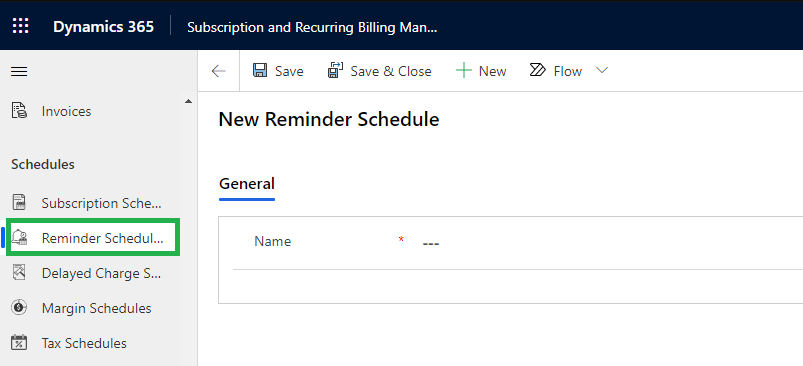 Dynamics 365 Subscription and Recurring Billing Man...
Save Save & Close New Flow
Invoices
New Reminder Schedule
Schedules
General
Subscription Sche...
Reminder Schedul...
Name * ---
Delayed Charge S...
Margin Schedules
Tax Schedules